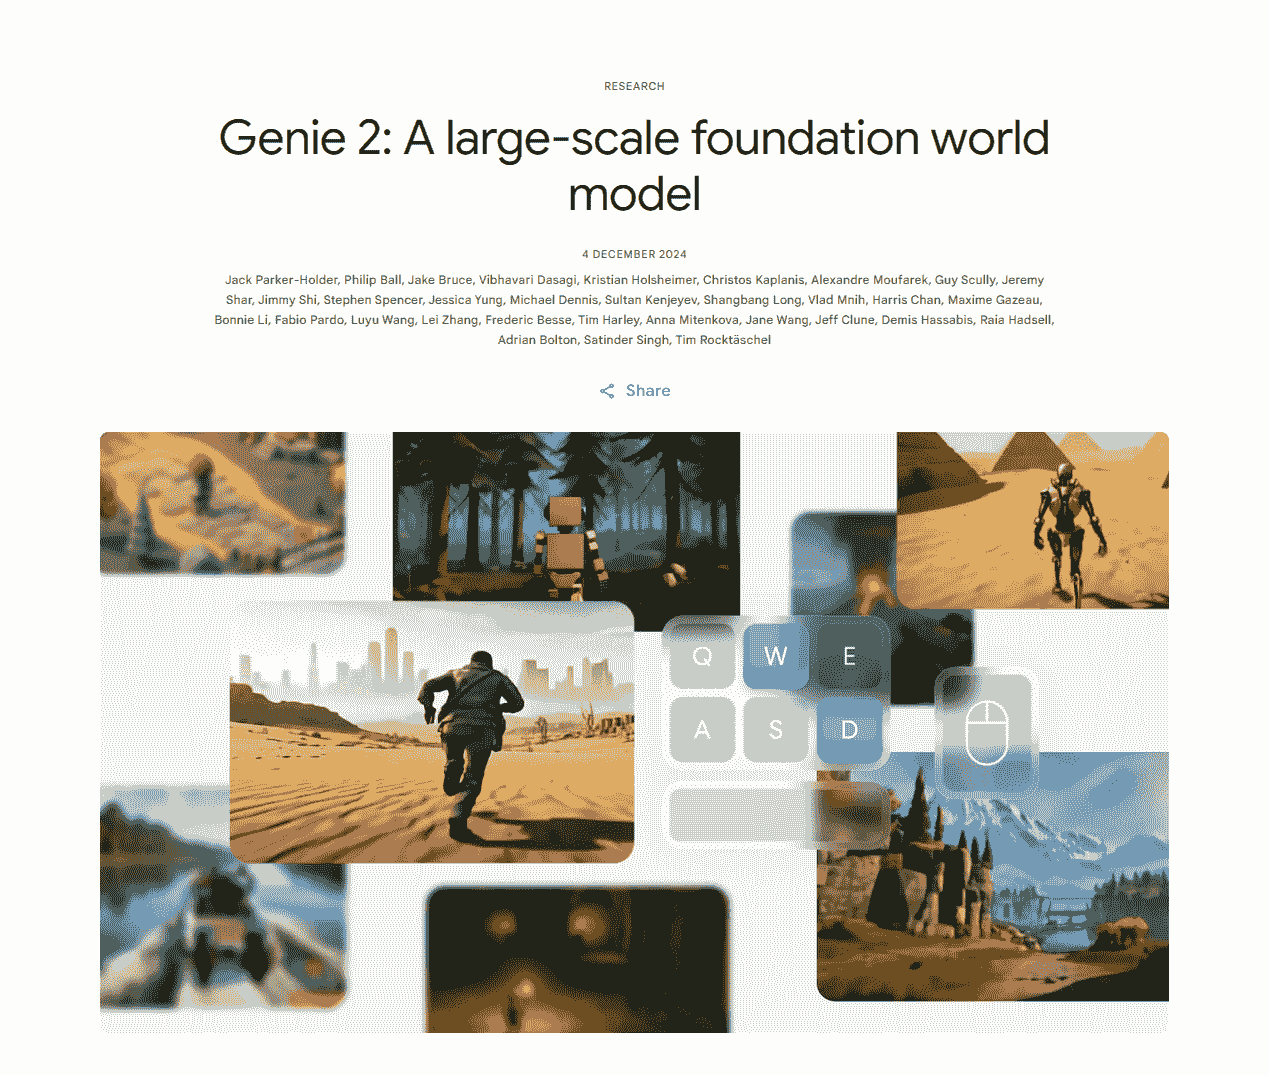 RESEARCH
Genie 2: A large-scale foundation world
model
4 DECEMBER 2024
Jack Parker-Holder, Philip Ball, Jake Bruce, Vibhavari Dasagi, Kristian Holsheimer, Christos Kaplanis, Alexandre Moufarek, Guy Scully, Jeremy
Shar, Jimmy Shi, Stephen Spencer, Jessica Yung, Michael Dennis, Sultan Kenjeyev, Shangbang Long, Vlad Mnih, Harris Chan, Maxime Gazeau,
Bonnie Li, Fabio Pardo, Luyu Wang, Lei Zhang, Frederic Besse, Tim Harley, Anna Mitenkova, Jane Wang, Jeff Clune, Demis Hassabis, Raia Hadsell,
Adrian Bolton, Satinder Singh, Tim Rocktäschel
Share
Q W E
A S D